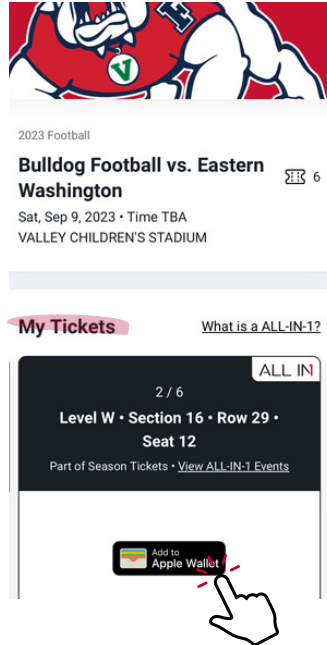 V
2023 Football
Bulldog Football vs. Eastern
Washington
6
Sat, Sep 9, 2023 • Time TBA
VALLEY CHILDREN'S STADIUM
My Tickets
What is a ALL-IN-1?
ALL IN1
2 / 6
Level W • Section 16 • Row 29 •
Seat 12
Part of Season Tickets • View ALL-IN-1 Events
Add to
Apple Wallet